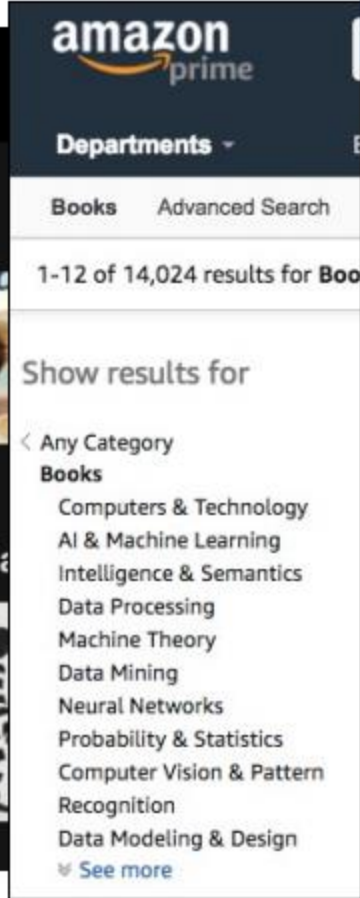 amazon
prime
Departments
Books Advanced Search
1-12 of 14,024 results for Boo
Show results for
Any Category
Books
Computers & Technology
AI & Machine Learning
Intelligence & Semantics
Data Processing
Machine Theory
Data Mining
Neural Networks
Probability & Statistics
Computer Vision & Pattern
Recognition
Data Modeling & Design
See more